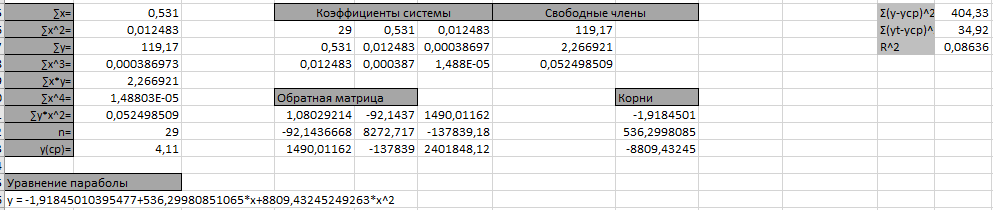 ∑x= 0,531 Коэффициенты системы Свободные члены Σ(y-yср)^2 404,33
∑x^2= 0,012483 29 0,531 0,012483 119,17 Σ(yt-yср)^ 34,92
∑y= 119,17 0,531 0,012483 0,00038697 2,266921 R^2 0,08636
∑x^3= 0,000386973 0,012483 0,000387 1,488E-05 0,052498509
∑x*y= 2,266921
∑x^4= 1,48803E-05 Обратная матрица Корни
∑y*x^2= 0,052498509 1,08029214 -92,1437 1490,01162 -1,9184501
n= 29 -92,1436668 8272,717 -137839,18 536,2998085
y(ср)= 4,11 1490,01162 -137839 2401848,12 -8809,43245
Уравнение параболы
y = -1,91845010395477+536,29980851065*x+8809,43245249263*x^2